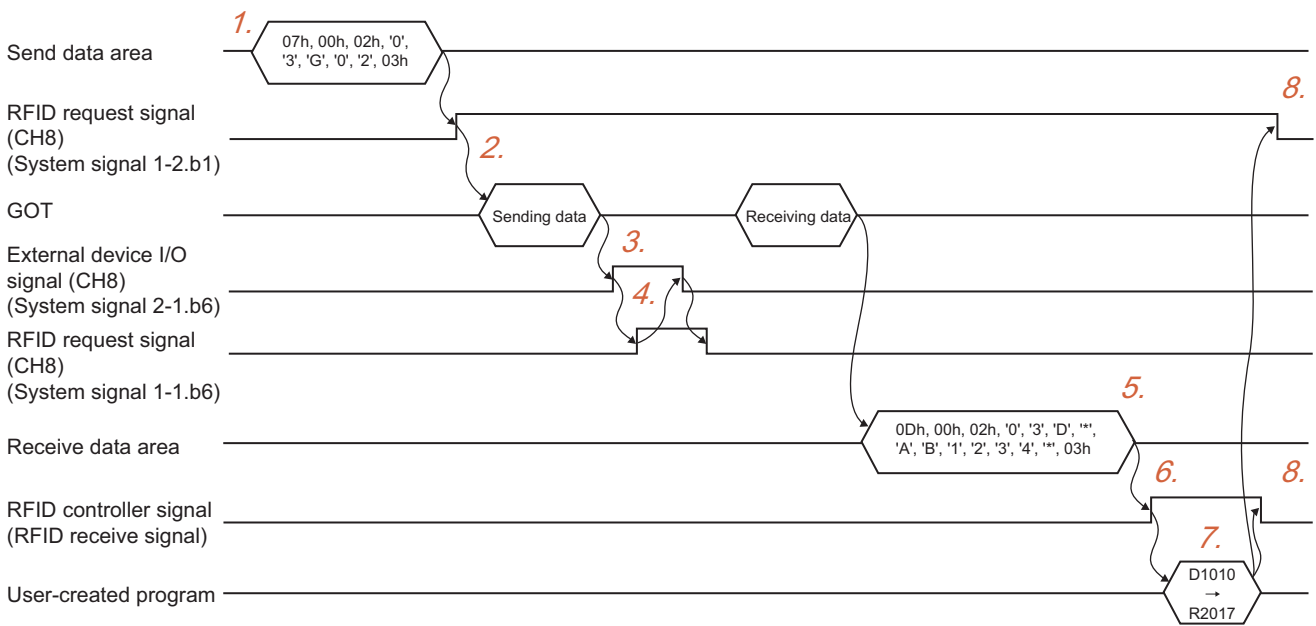 1.
Send data area
07h, 00h, 02h, '0',
'3', 'G', '0', '2', 03h
RFID request signal
(CH8)
(System signal 1-2.b1)
8.
2.
GOT
Sending data
Receiving data
External device I/O
signal (CH8)
(System signal 2-1.b6)
3.
4.
RFID request signal
(CH8)
(System signal 1-1.b6)
5.
Receive data area
0Dh, 00h, 02h, '0', '3', 'D', '*',
'A', 'B', '1', '2', '3', '4', '*', 03h
6.
8.
RFID controller signal
(RFID receive signal)
7.
User-created program
D1010
→
R2017